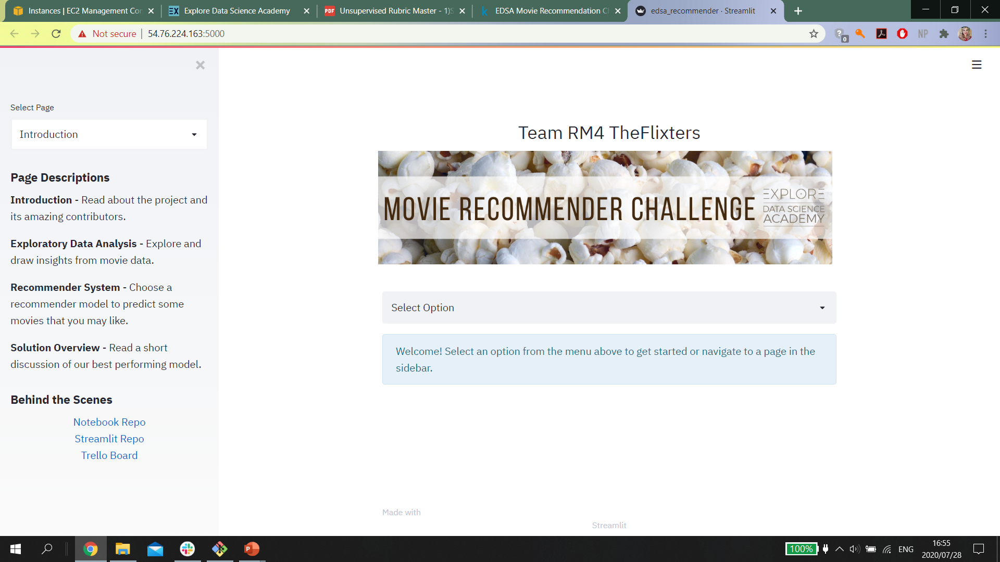 Instances | EC2 Management Con
Explore Data Science Academy
PDF
Unsupervised Rubric Master - 1)S
EDSA Movie Recommendation Cl
edsa_recommender · Streamlit
Not secure | 54.76.224.163:5000
0
NP
Select Page
Introduction
Page Descriptions
Introduction - Read about the project and
its amazing contributors.
Exploratory Data Analysis - Explore and
draw insights from movie data.
Recommender System - Choose a
recommender model to predict some
movies that you may like.
Solution Overview - Read a short
discussion of our best performing model.
Behind the Scenes
Notebook Repo
Streamlit Repo
Trello Board
Team RM4 TheFlixters
MOVIE RECOMMENDER CHALLENGE
EXPLORE
DATA SCIENCE
ACADEMY
Select Option
Welcome! Select an option from the menu above to get started or navigate to a page in the
sidebar.
Made with
Streamlit
100%
ENG
16:55
2020/07/28